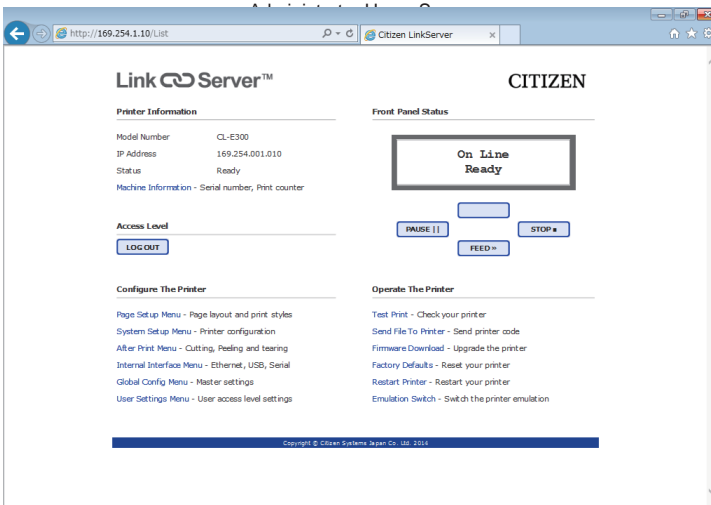 http://169.254.1.10/List
Citizen LinkServer
Link Server™
CITIZEN
Printer Information
Model Number CL-E300
IP Address 169.254.001.010
Status Ready
Machine Information - Serial number, Print counter
Front Panel Status
On Line
Ready
PAUSE ||
STOP ■
FEED »
Access Level
LOG OUT
Configure The Printer
Page Setup Menu - Page layout and print styles
System Setup Menu - Printer configuration
After Print Menu - Cutting, Peeling and tearing
Internal Interface Menu - Ethernet, USB, Serial
Global Config Menu - Master settings
User Settings Menu - User access level settings
Operate The Printer
Test Print - Check your printer
Send File To Printer - Send printer code
Firmware Download - Upgrade the printer
Factory Defaults - Reset your printer
Restart Printer - Restart your printer
Emulation Switch - Switch the printer emulation
Copyright © Citizen Systems Japan Co. Ltd. 2014